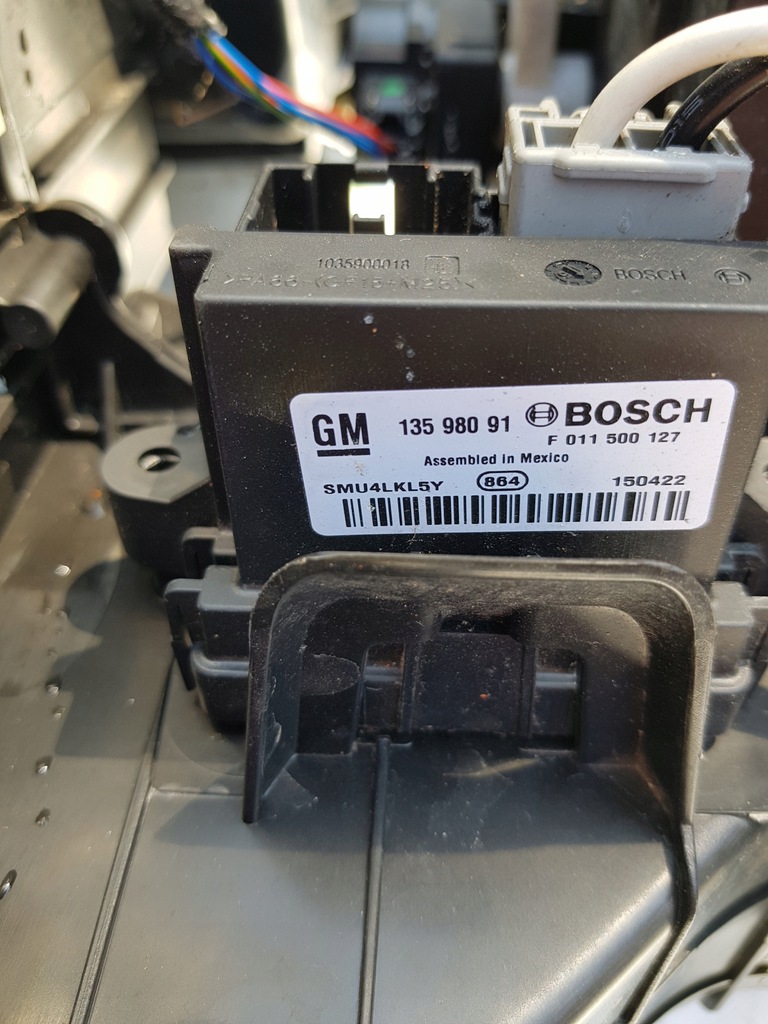 1035900018
BOSCH
GM 135 980 91 BOSCH
F 011 500 127
Assembled in Mexico
SMU4LKL5Y 864 150422